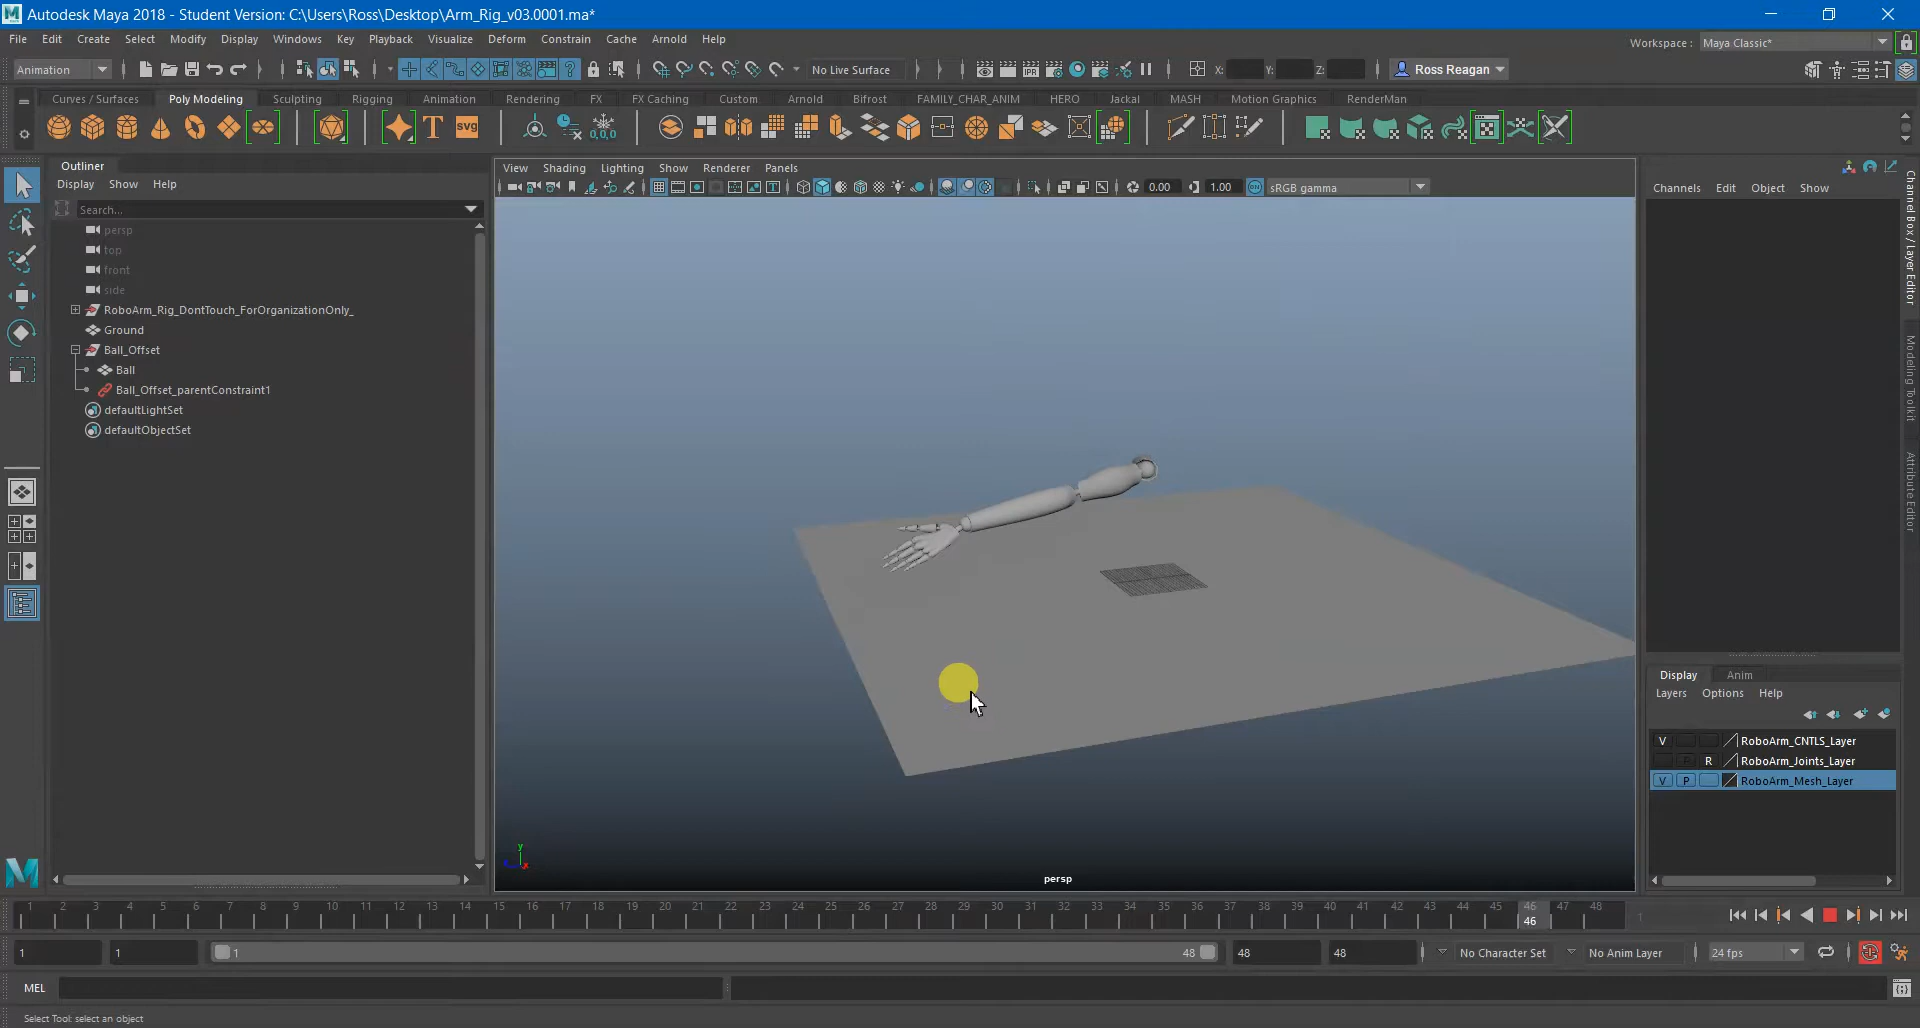 Autodesk Maya 2018 - Student Version: C:\Users\Ross\Desktop\Arm_Rig_v03.0001.ma*
File Edit Create Select Modify Display Windows Key Playback Visualize Deform Constrain Cache Arnold Help
Workspace : Maya Classic*
Animation No Live Surface X: Y: Z: Ross Reagan
Curves / Surfaces Poly Modeling Sculpting Rigging Animation Rendering FX FX Caching Custom Arnold Bifrost FAMILY_CHAR_ANIM HERO Jackal MASH Motion Graphics RenderMan
T svg 0,0,0
Outliner
Display Show Help
Search...
persp
top
front
side
RoboArm_Rig_DontTouch_ForOrganizationOnly_
Ground
Ball_Offset
Ball
Ball_Offset_parentConstraint1
defaultLightSet
defaultObjectSet
View Shading Lighting Show Renderer Panels
0.00 1.00 sRGB gamma
y
x
persp
Channels Edit Object Show
Channel Box / Layer Editor
Modeling Toolkit
Attribute Editor
Display Anim
Layers Options Help
V RoboArm_CNTLS_Layer
P R RoboArm_Joints_Layer
V P RoboArm_Mesh_Layer
1 2 3 4 5 6 7 8 9 10 11 12 13 14 15 16 17 18 19 20 21 22 23 24 25 26 27 28 29 30 31 32 33 34 35 36 37 38 39 40 41 42 43 44 45 46 47 48
46
1
1 1 1 48 48 48 No Character Set No Anim Layer 24 fps
MEL
Select Tool: select an object